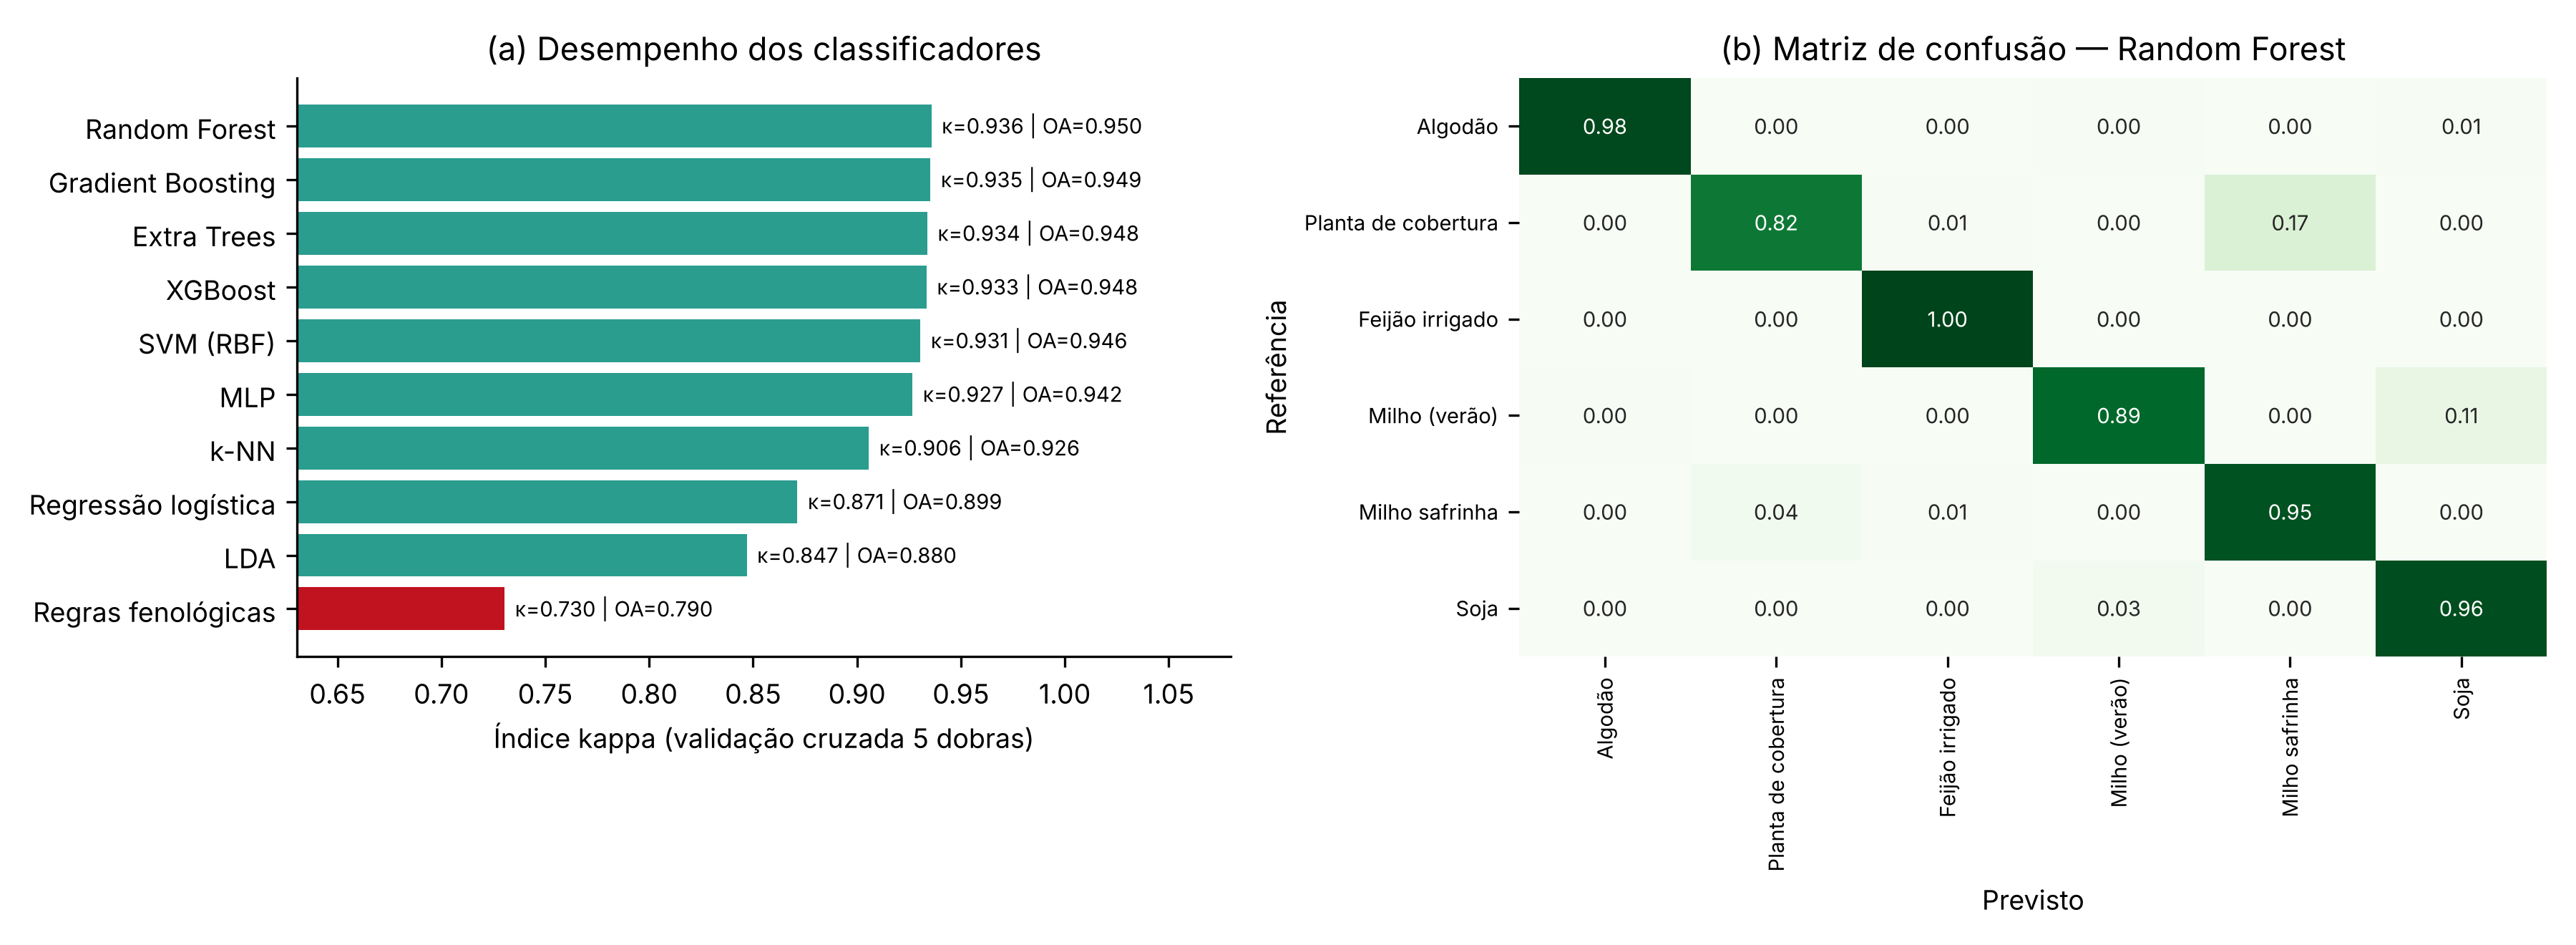 (a) Desempenho dos classificadores
Random Forest
κ=0.936 | OA=0.950
Gradient Boosting
κ=0.935 | OA=0.949
Extra Trees
κ=0.934 | OA=0.948
XGBoost
κ=0.933 | OA=0.948
SVM (RBF)
κ=0.931 | OA=0.946
MLP
κ=0.927 | OA=0.942
k-NN
κ=0.906 | OA=0.926
Regressão logística
κ=0.871 | OA=0.899
LDA
κ=0.847 | OA=0.880
Regras fenológicas
κ=0.730 | OA=0.790
0.65 0.70 0.75 0.80 0.85 0.90 0.95 1.00 1.05
Índice kappa (validação cruzada 5 dobras)
(b) Matriz de confusão — Random Forest
Referência
Algodão 0.98 0.00 0.00 0.00 0.00 0.01
Planta de cobertura 0.00 0.82 0.01 0.00 0.17 0.00
Feijão irrigado 0.00 0.00 1.00 0.00 0.00 0.00
Milho (verão) 0.00 0.00 0.00 0.89 0.00 0.11
Milho safrinha 0.00 0.04 0.01 0.00 0.95 0.00
Soja 0.00 0.00 0.00 0.03 0.00 0.96
Algodão
Planta de cobertura
Feijão irrigado
Milho (verão)
Milho safrinha
Soja
Previsto